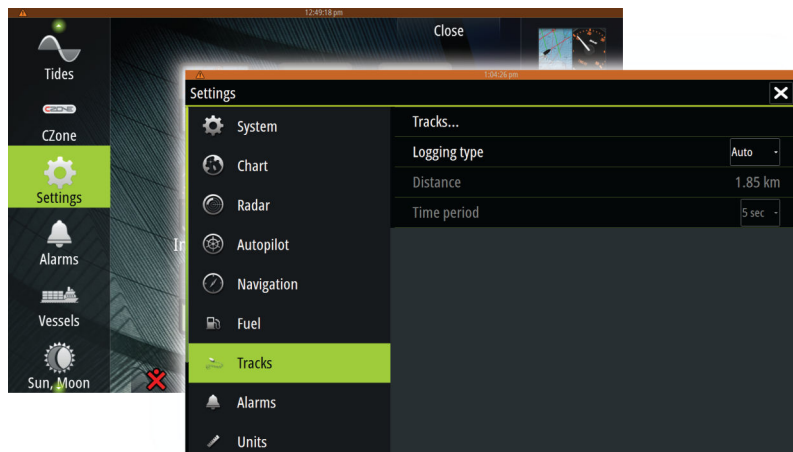 12:49:18 pm
Close
Tides
CZONE
CZone
Settings
Alarms
Vessels
Sun, Moon
1:04:26 pm
Settings
System
Chart
Radar
Autopilot
Navigation
Fuel
Tracks
Alarms
Units
Tracks...
Logging type
Auto
Distance
1.85 km
Time period
5 sec